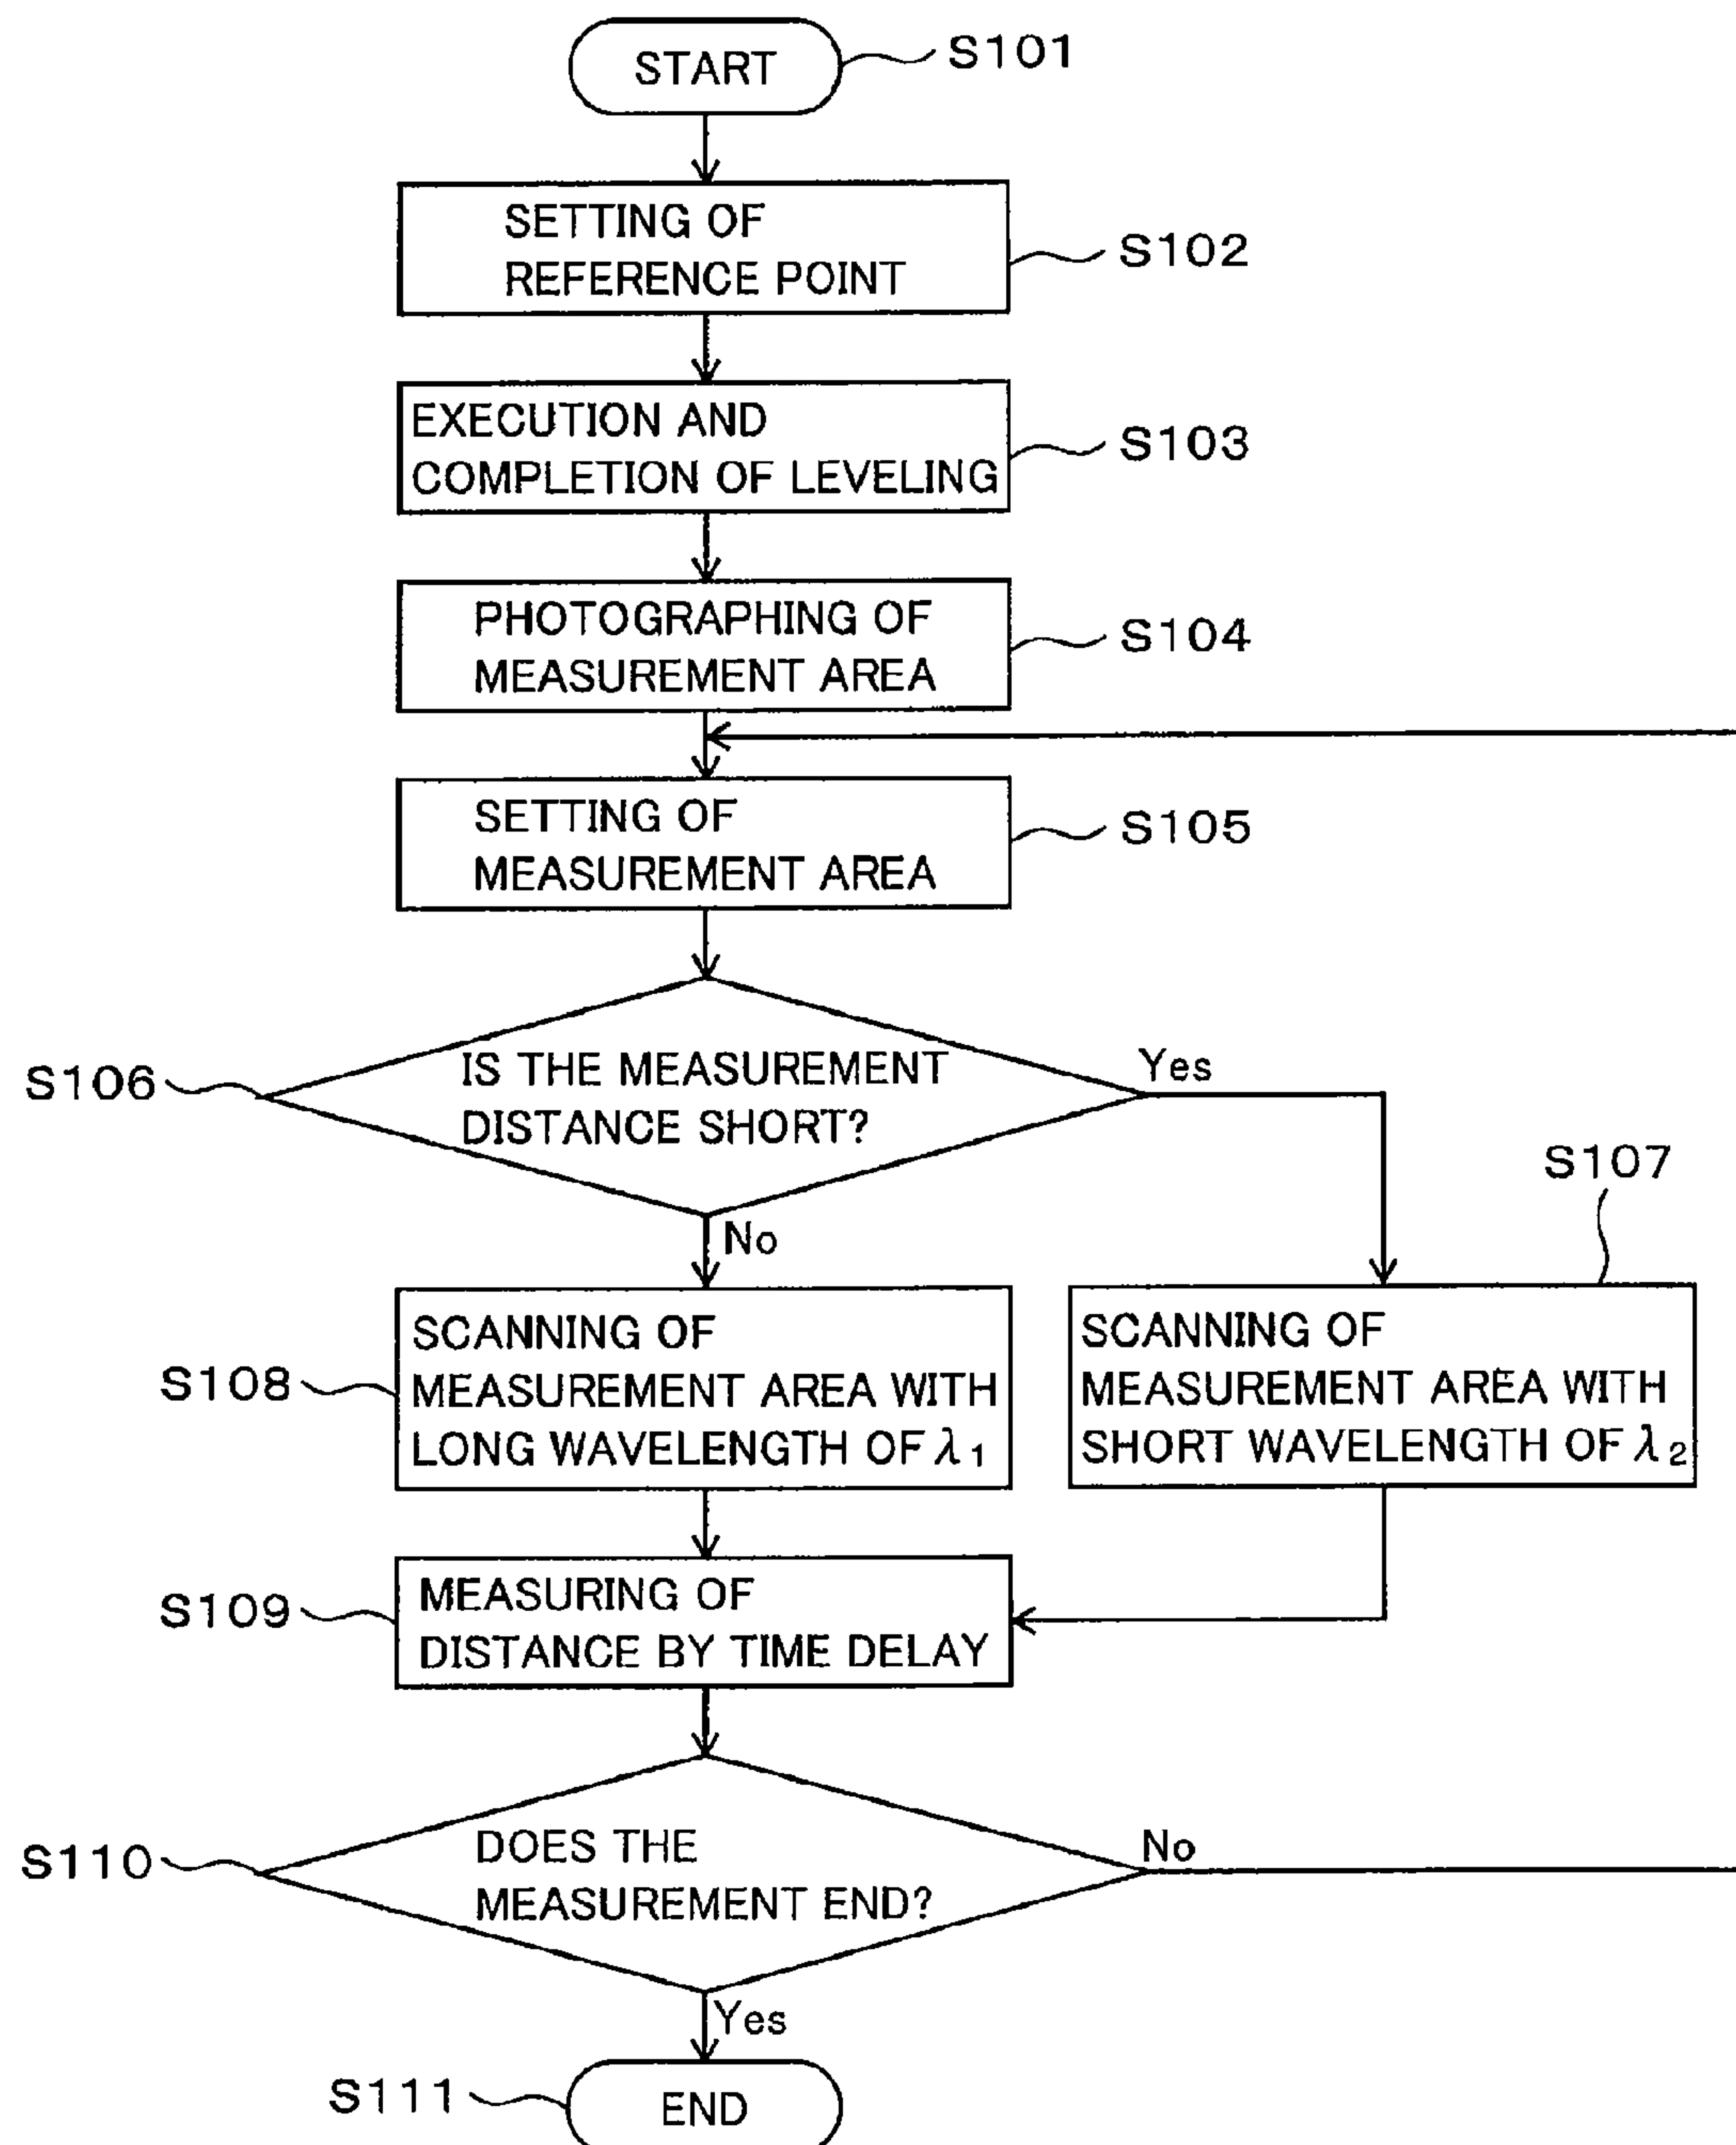 START
S101
SETTING OF
REFERENCE POINT
S102
EXECUTION AND
COMPLETION OF LEVELING
S103
PHOTOGRAPHING OF
MEASUREMENT AREA
S104
SETTING OF
MEASUREMENT AREA
S105
S106
IS THE MEASUREMENT
DISTANCE SHORT?
Yes
No
S107
S108
SCANNING OF
MEASUREMENT AREA WITH
LONG WAVELENGTH OF λ1
SCANNING OF
MEASUREMENT AREA WITH
SHORT WAVELENGTH OF λ2
S109
MEASURING OF
DISTANCE BY TIME DELAY
S110
DOES THE
MEASUREMENT END?
No
Yes
S111
END